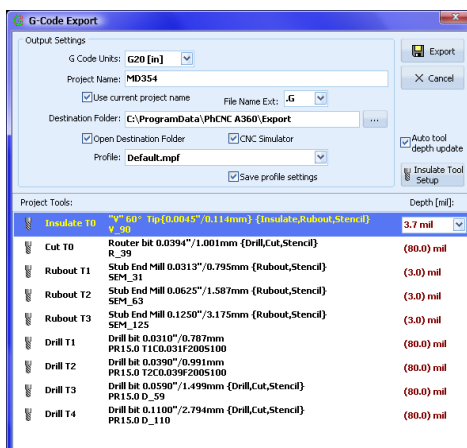 G-Code Export
Output Settings
G Code Units: G20 [in]
Export
Project Name: MD354
Cancel
Use current project name File Name Ext: .G
Destination Folder: C:\ProgramData\PhCNC A360\Export ...
Open Destination Folder CNC Simulator
Auto tool
depth update
Profile: Default.mpf
Save profile settings
Insulate Tool
Setup
Project Tools: Depth [mil]:
Insulate T0 "V" 60° Tip{0.0045"/0.114mm} {Insulate,Rubout,Stencil} 3.7 mil
V_90
Cut T0 Router bit 0.0394"/1.001mm {Drill,Cut,Stencil} (80.0) mil
R_39
Rubout T1 Stub End Mill 0.0313"/0.795mm {Rubout,Stencil} (3.0) mil
SEM_31
Rubout T2 Stub End Mill 0.0625"/1.587mm {Rubout,Stencil} (3.0) mil
SEM_63
Rubout T3 Stub End Mill 0.1250"/3.175mm {Rubout,Stencil} (3.0) mil
SEM_125
Drill T1 Drill bit 0.0310"/0.787mm (80.0) mil
PR15.0 T1C0.031F200S100
Drill T2 Drill bit 0.0390"/0.991mm (80.0) mil
PR15.0 T2C0.039F200S100
Drill T3 Drill bit 0.0590"/1.499mm {Drill,Cut,Stencil} (80.0) mil
PR15.0 D_59
Drill T4 Drill bit 0.1100"/2.794mm {Drill,Cut,Stencil} (80.0) mil
PR15.0 D_110